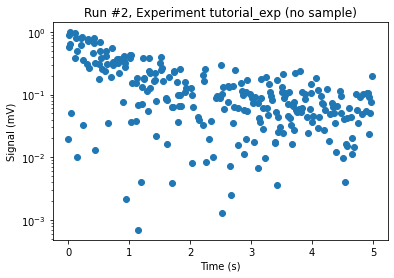 Run #2, Experiment tutorial_exp (no sample)
10⁰
10⁻¹
10⁻²
10⁻³
Signal (mV)
0 1 2 3 4 5
Time (s)